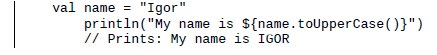 val name = "Igor"
println("My name is ${name.toUpperCase()}")
// Prints: My name is IGOR